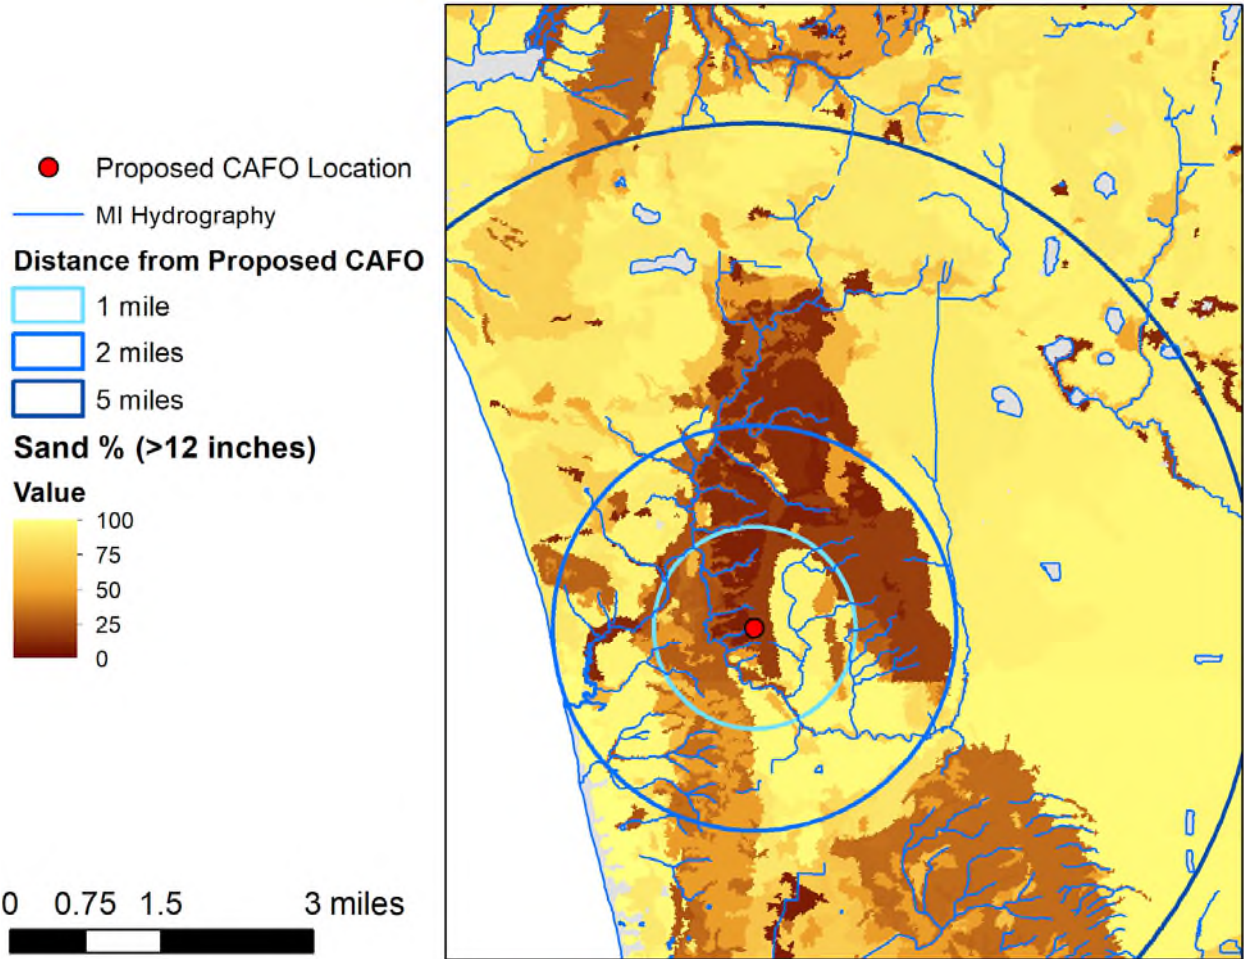 Proposed CAFO Location
MI Hydrography
Distance from Proposed CAFO
1 mile
2 miles
5 miles
Sand % (>12 inches)
Value
100
75
50
25
0
0 0.75 1.5 3 miles